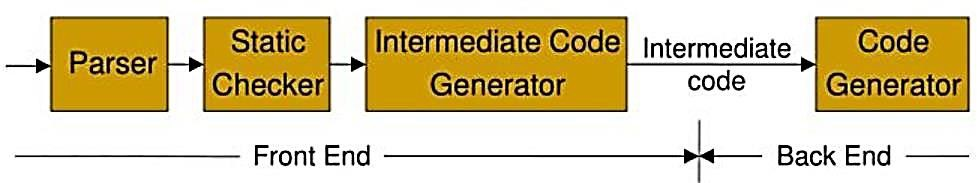 Parser
Static
Checker
Intermediate Code
Generator
Intermediate
code
Code
Generator
Front End
Back End